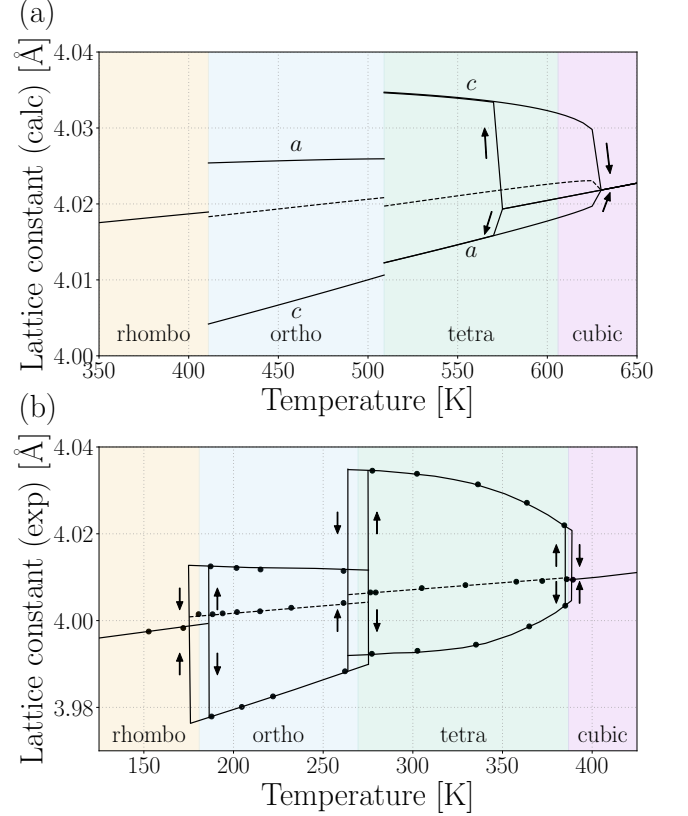 (a)
Lattice constant (calc) [Å]
4.04
4.03
4.02
4.01
4.00
c
a
a
c
rhombo
ortho
tetra
cubic
350
400
450
500
550
600
650
Temperature [K]
(b)
Lattice constant (exp) [Å]
4.04
4.02
4.00
3.98
rhombo
ortho
tetra
cubic
150
200
250
300
350
400
Temperature [K]